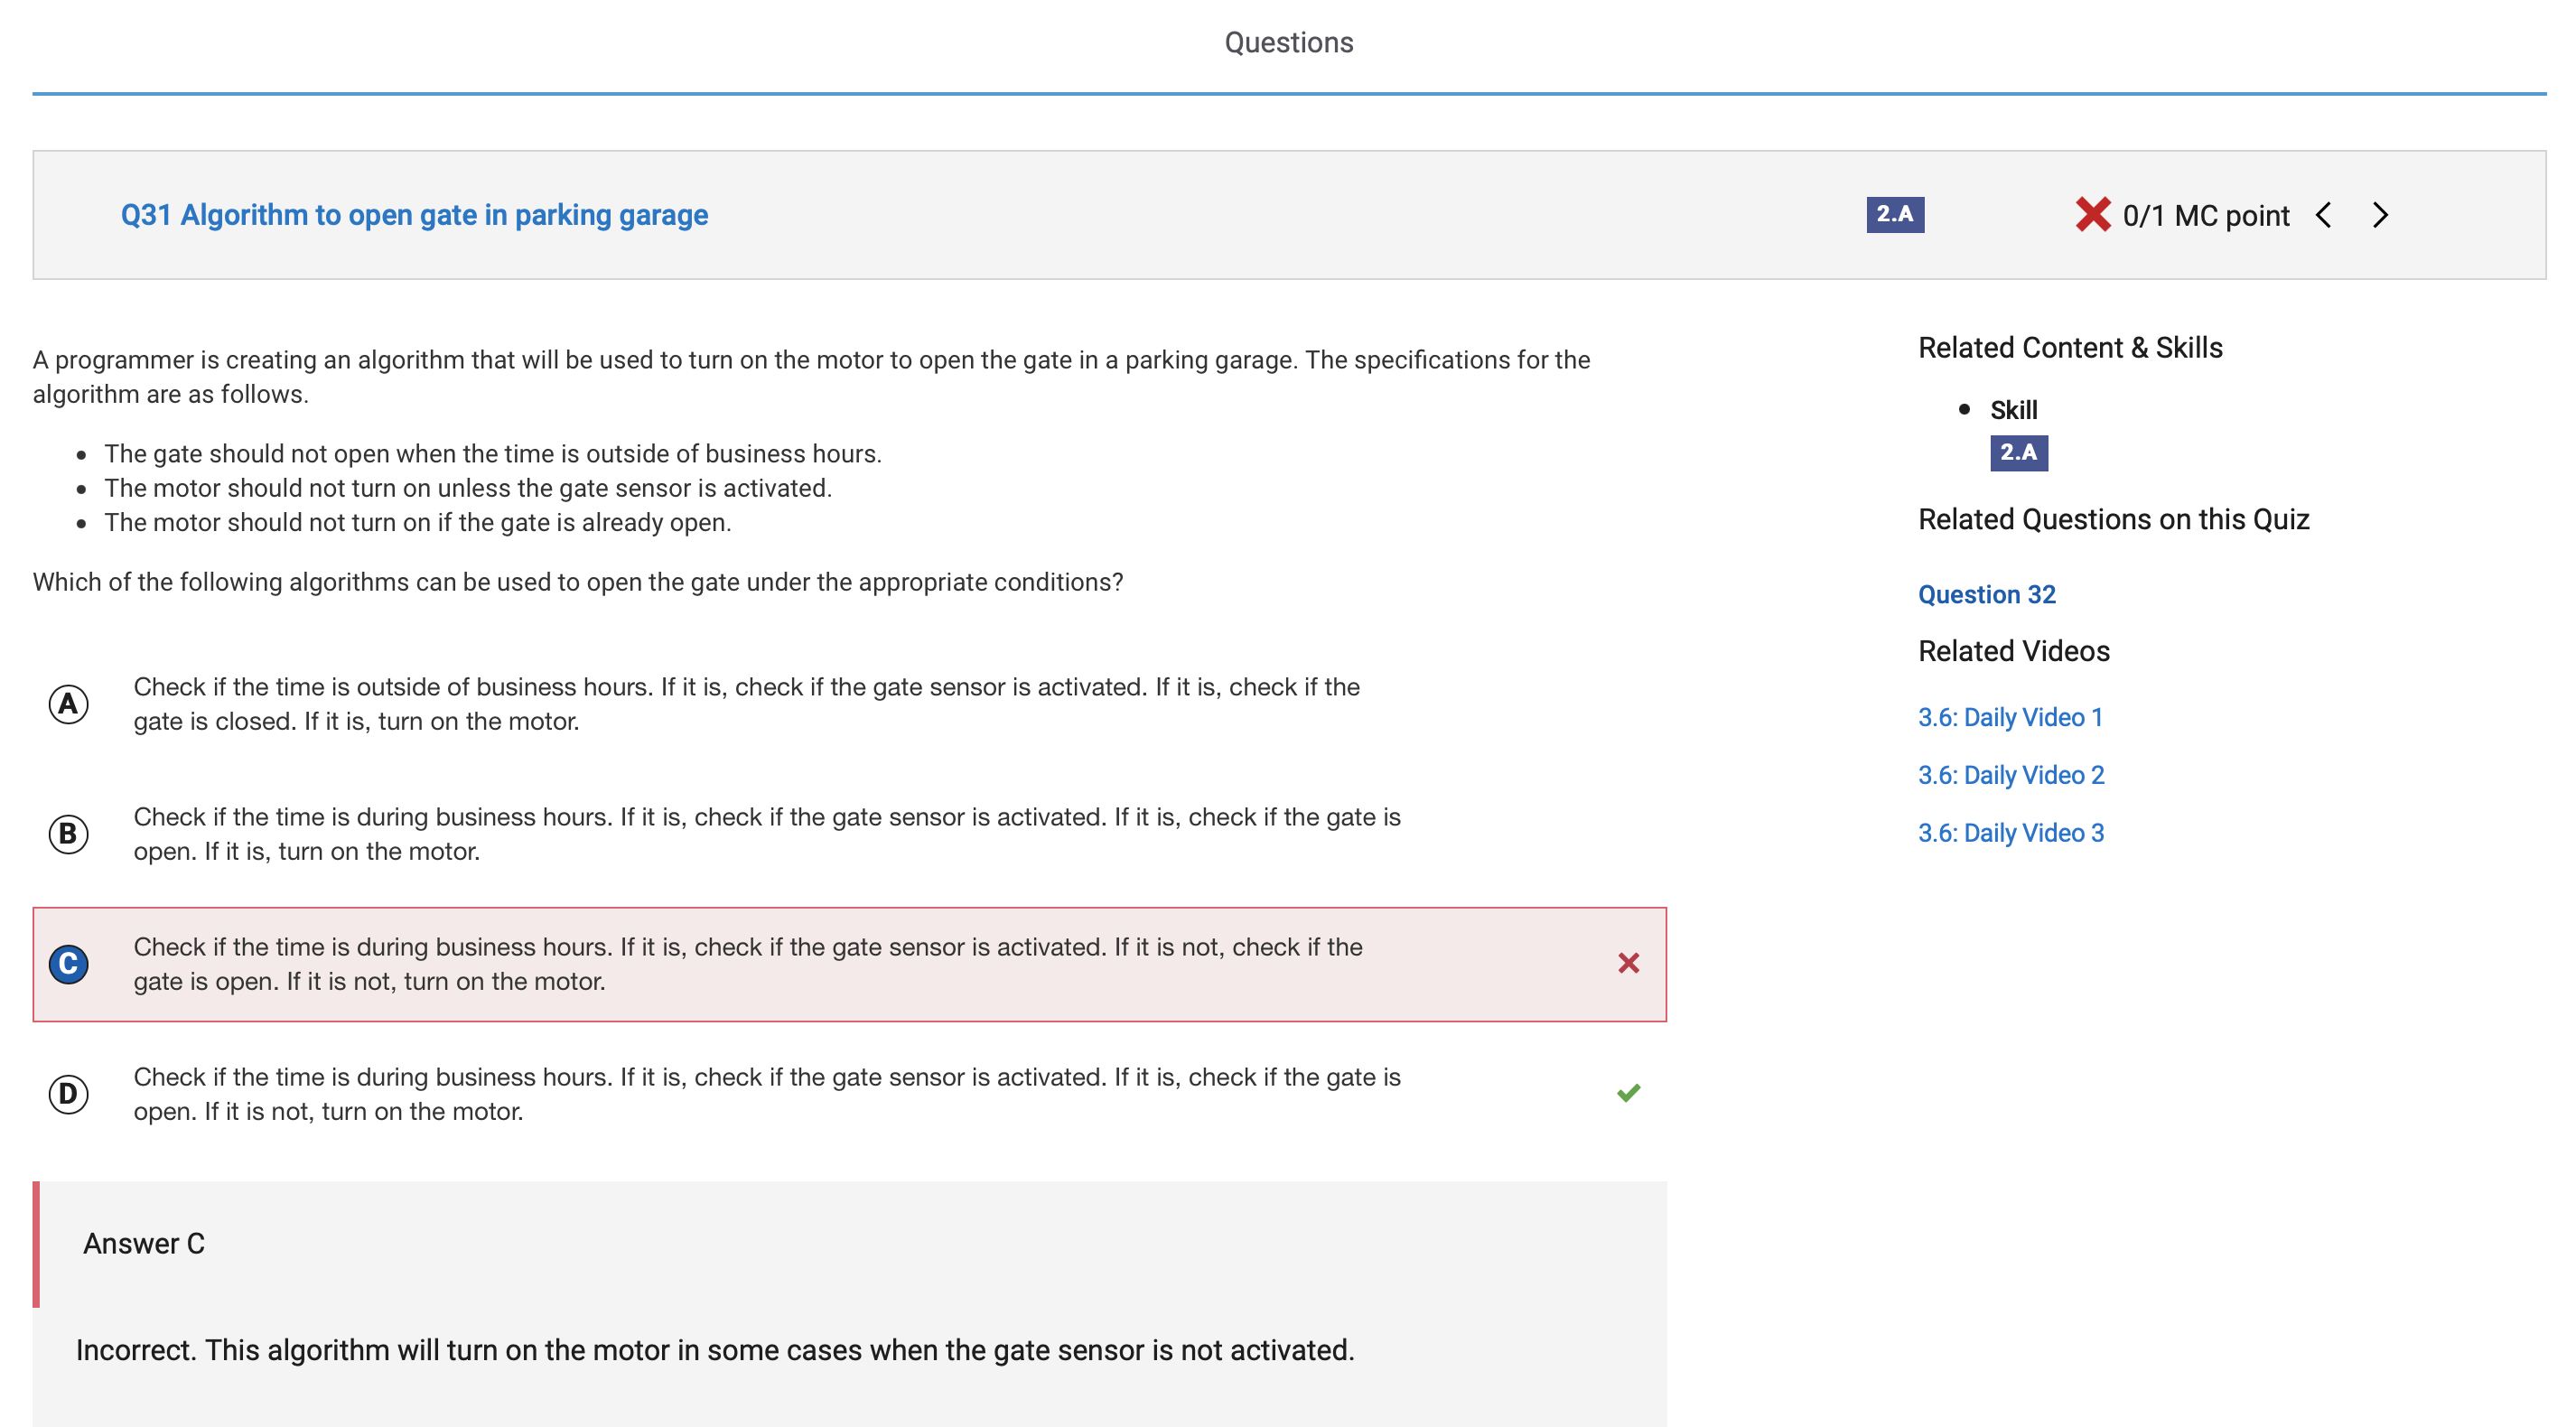 Questions
Q31 Algorithm to open gate in parking garage
2.A
0/1 MC point
A programmer is creating an algorithm that will be used to turn on the motor to open the gate in a parking garage. The specifications for the
algorithm are as follows.
• The gate should not open when the time is outside of business hours.
• The motor should not turn on unless the gate sensor is activated.
• The motor should not turn on if the gate is already open.
Which of the following algorithms can be used to open the gate under the appropriate conditions?
A
Check if the time is outside of business hours. If it is, check if the gate sensor is activated. If it is, check if the
gate is closed. If it is, turn on the motor.
B
Check if the time is during business hours. If it is, check if the gate sensor is activated. If it is, check if the gate is
open. If it is, turn on the motor.
C
Check if the time is during business hours. If it is, check if the gate sensor is activated. If it is not, check if the
gate is open. If it is not, turn on the motor.
D
Check if the time is during business hours. If it is, check if the gate sensor is activated. If it is, check if the gate is
open. If it is not, turn on the motor.
Answer C
Incorrect. This algorithm will turn on the motor in some cases when the gate sensor is not activated.
Related Content & Skills
• Skill
2.A
Related Questions on this Quiz
Question 32
Related Videos
3.6: Daily Video 1
3.6: Daily Video 2
3.6: Daily Video 3